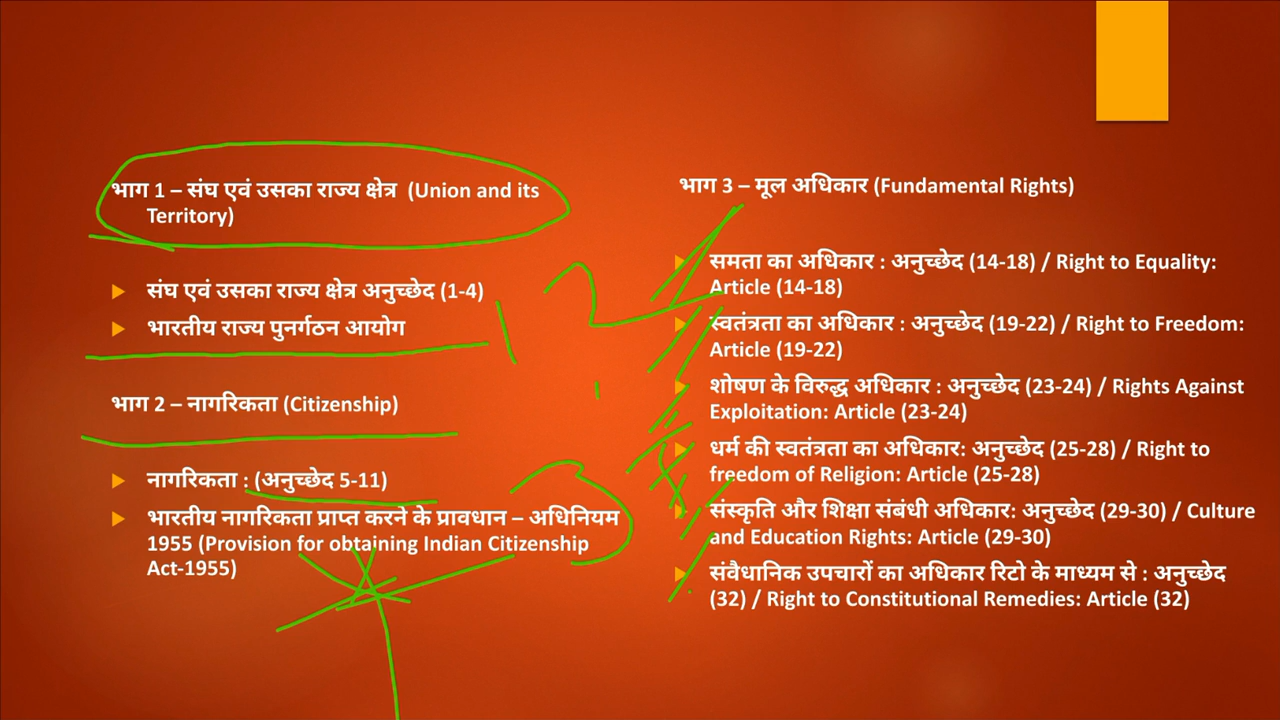 भाग 1 – संघ एवं उसका राज्य क्षेत्र (Union and its
Territory)
संघ एवं उसका राज्य क्षेत्र अनुच्छेद (1-4)
भारतीय राज्य पुनर्गठन आयोग
भाग 2 – नागरिकता (Citizenship)
नागरिकता : (अनुच्छेद 5-11)
भारतीय नागरिकता प्राप्त करने के प्रावधान – अधिनियम
1955 (Provision for obtaining Indian Citizenship
Act-1955)
भाग 3 – मूल अधिकार (Fundamental Rights)
समता का अधिकार : अनुच्छेद (14-18) / Right to Equality:
Article (14-18)
स्वतंत्रता का अधिकार : अनुच्छेद (19-22) / Right to Freedom:
Article (19-22)
शोषण के विरुद्ध अधिकार : अनुच्छेद (23-24) / Rights Against
Exploitation: Article (23-24)
धर्म की स्वतंत्रता का अधिकार: अनुच्छेद (25-28) / Right to
freedom of Religion: Article (25-28)
संस्कृति और शिक्षा संबंधी अधिकार: अनुच्छेद (29-30) / Culture
and Education Rights: Article (29-30)
संवैधानिक उपचारों का अधिकार रिटो के माध्यम से : अनुच्छेद
(32) / Right to Constitutional Remedies: Article (32)